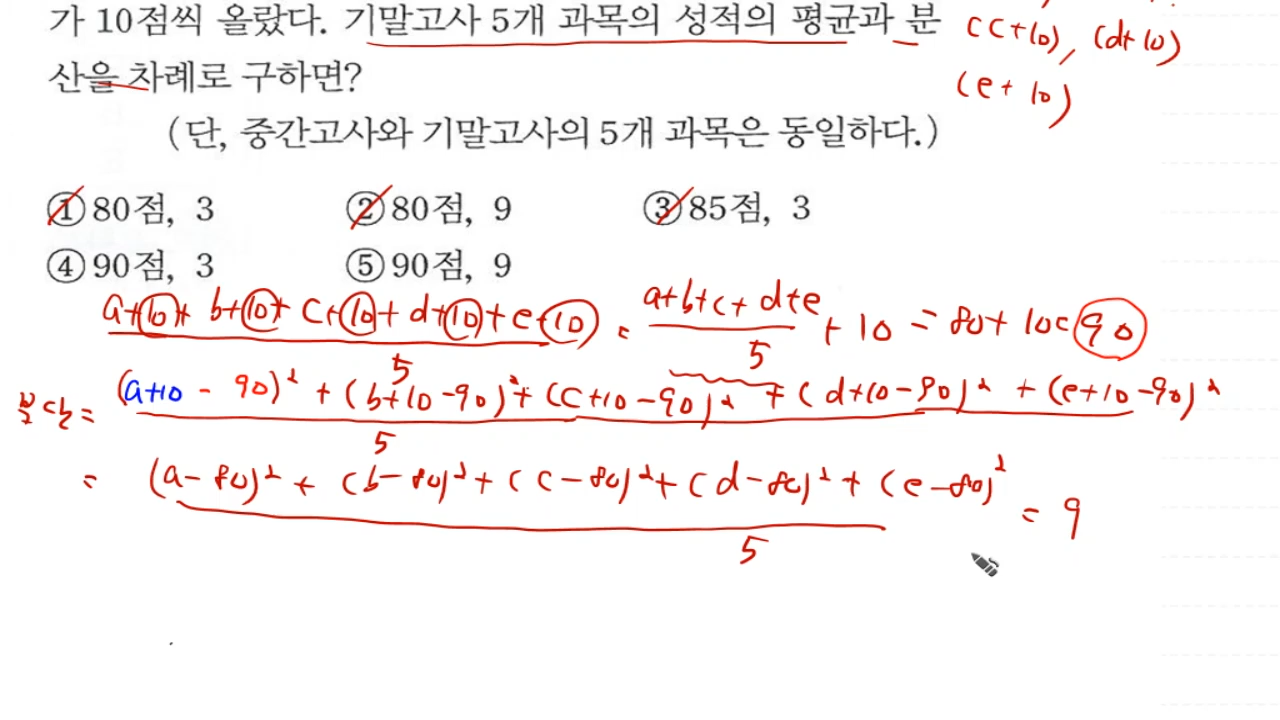 가 10점씩 올랐다. 기말고사 5개 과목의 성적의 평균과 분
산을 차례로 구하면?
(단, 중간고사와 기말고사의 5개 과목은 동일하다.)
(c+10), (d+10)
(e+10)
① 80점, 3 ② 80점, 9 ③ 85점, 3
④ 90점, 3 ⑤ 90점, 9
a+10+ b+10+ c+10+ d+10+e+10 = a+b+c+d+e +10 = 80+10= 90
5 5
분산= (a+10 - 90)² + (b+10-90)² + (c+10-90)² + (d+10-90)² + (e+10-90)²
5
= (a-80)² + (b-80)² + (c-80)² + (d-80)² + (e-80)² = 9
5